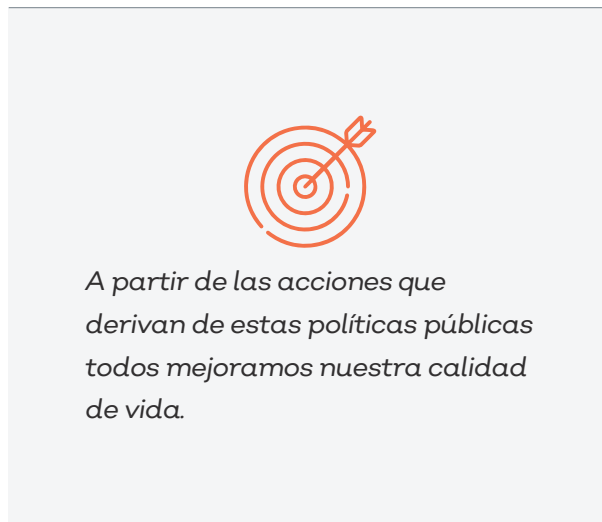 A partir de las acciones que
derivan de estas políticas públicas
todos mejoramos nuestra calidad
de vida.